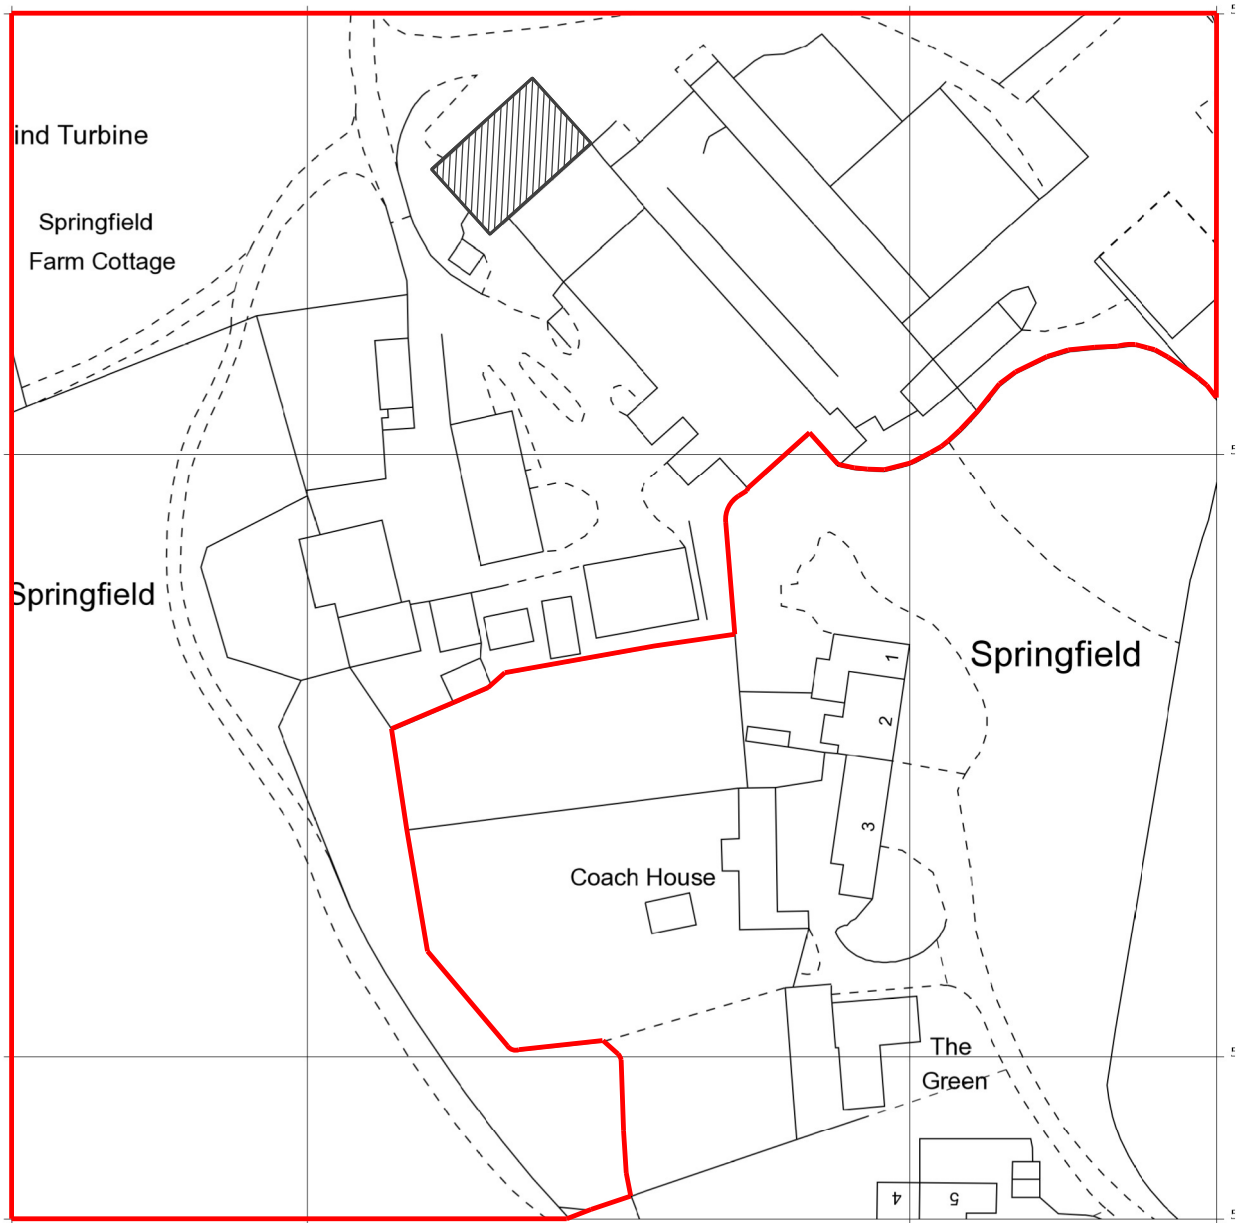 ind Turbine
Springfield
Farm Cottage
Springfield
Springfield
1
2
3
Coach House
The
Green
4
5